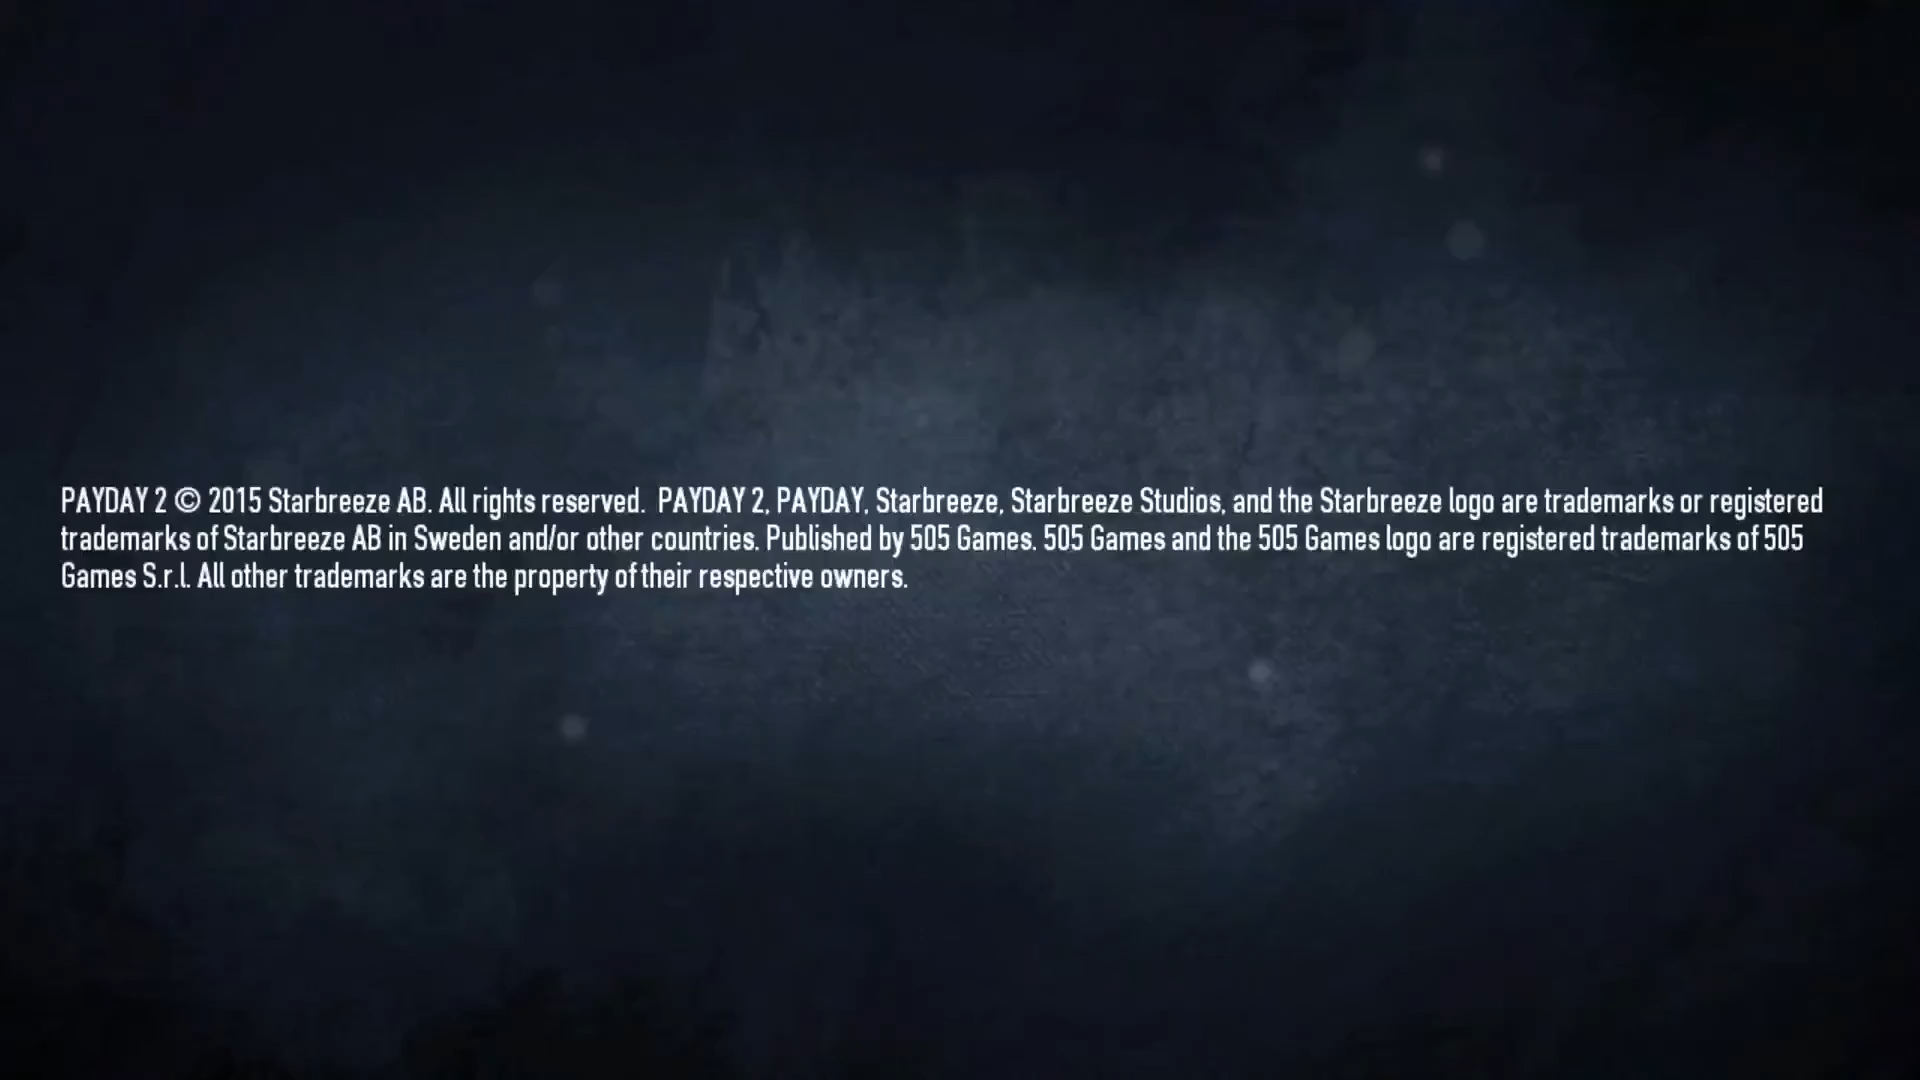 PAYDAY 2 © 2015 Starbreeze AB. All rights reserved.  PAYDAY 2, PAYDAY, Starbreeze, Starbreeze Studios, and the Starbreeze logo are trademarks or registered
trademarks of Starbreeze AB in Sweden and/or other countries. Published by 505 Games. 505 Games and the 505 Games logo are registered trademarks of 505
Games S.r.l. All other trademarks are the property of their respective owners.